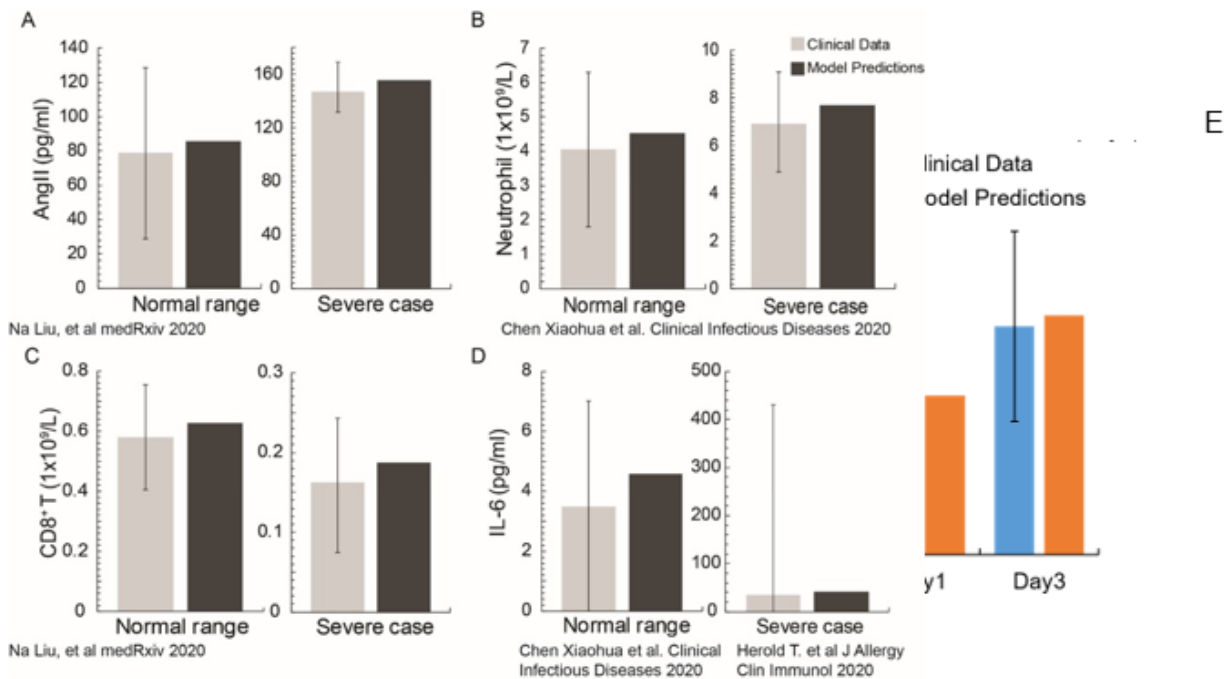 A
AngII (pg/ml)
140
120
100
80
60
40
20
0
160
120
80
40
0
Normal range
Severe case
Na Liu, et al medRxiv 2020
B
Neutrophil (1x10⁹/L)
7
6
5
4
3
2
1
0
10
8
6
4
2
0
Clinical Data
Model Predictions
Normal range
Severe case
Chen Xiaohua et al. Clinical Infectious Diseases 2020
C
CD8⁺ T (1x10⁹/L)
0.8
0.6
0.4
0.2
0
0.3
0.2
0.1
0
Normal range
Severe case
Na Liu, et al medRxiv 2020
D
IL-6 (pg/ml)
8
6
4
2
0
500
400
300
200
100
0
Normal range
Severe case
Chen Xiaohua et al. Clinical
Infectious Diseases 2020
Herold T. et al J Allergy
Clin Immunol 2020
E
linical Data
odel Predictions
y1
Day3